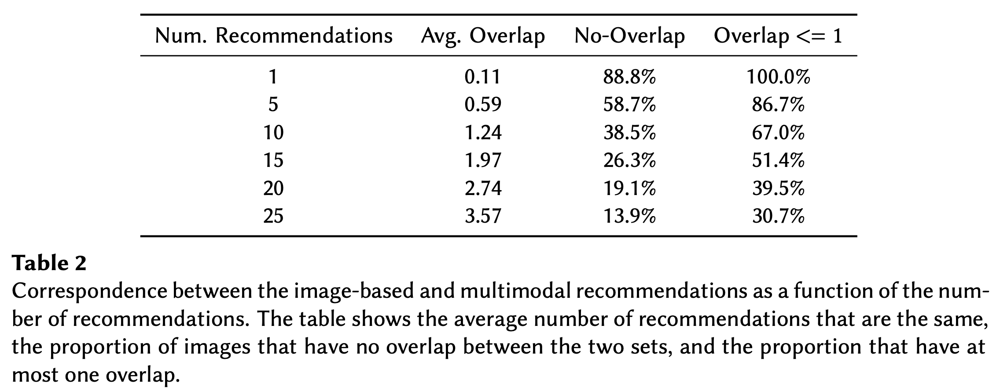 Num. Recommendations Avg. Overlap No-Overlap Overlap <= 1
1 0.11 88.8% 100.0%
5 0.59 58.7% 86.7%
10 1.24 38.5% 67.0%
15 1.97 26.3% 51.4%
20 2.74 19.1% 39.5%
25 3.57 13.9% 30.7%
Table 2
Correspondence between the image-based and multimodal recommendations as a function of the num-
ber of recommendations. The table shows the average number of recommendations that are the same,
the proportion of images that have no overlap between the two sets, and the proportion that have at
most one overlap.